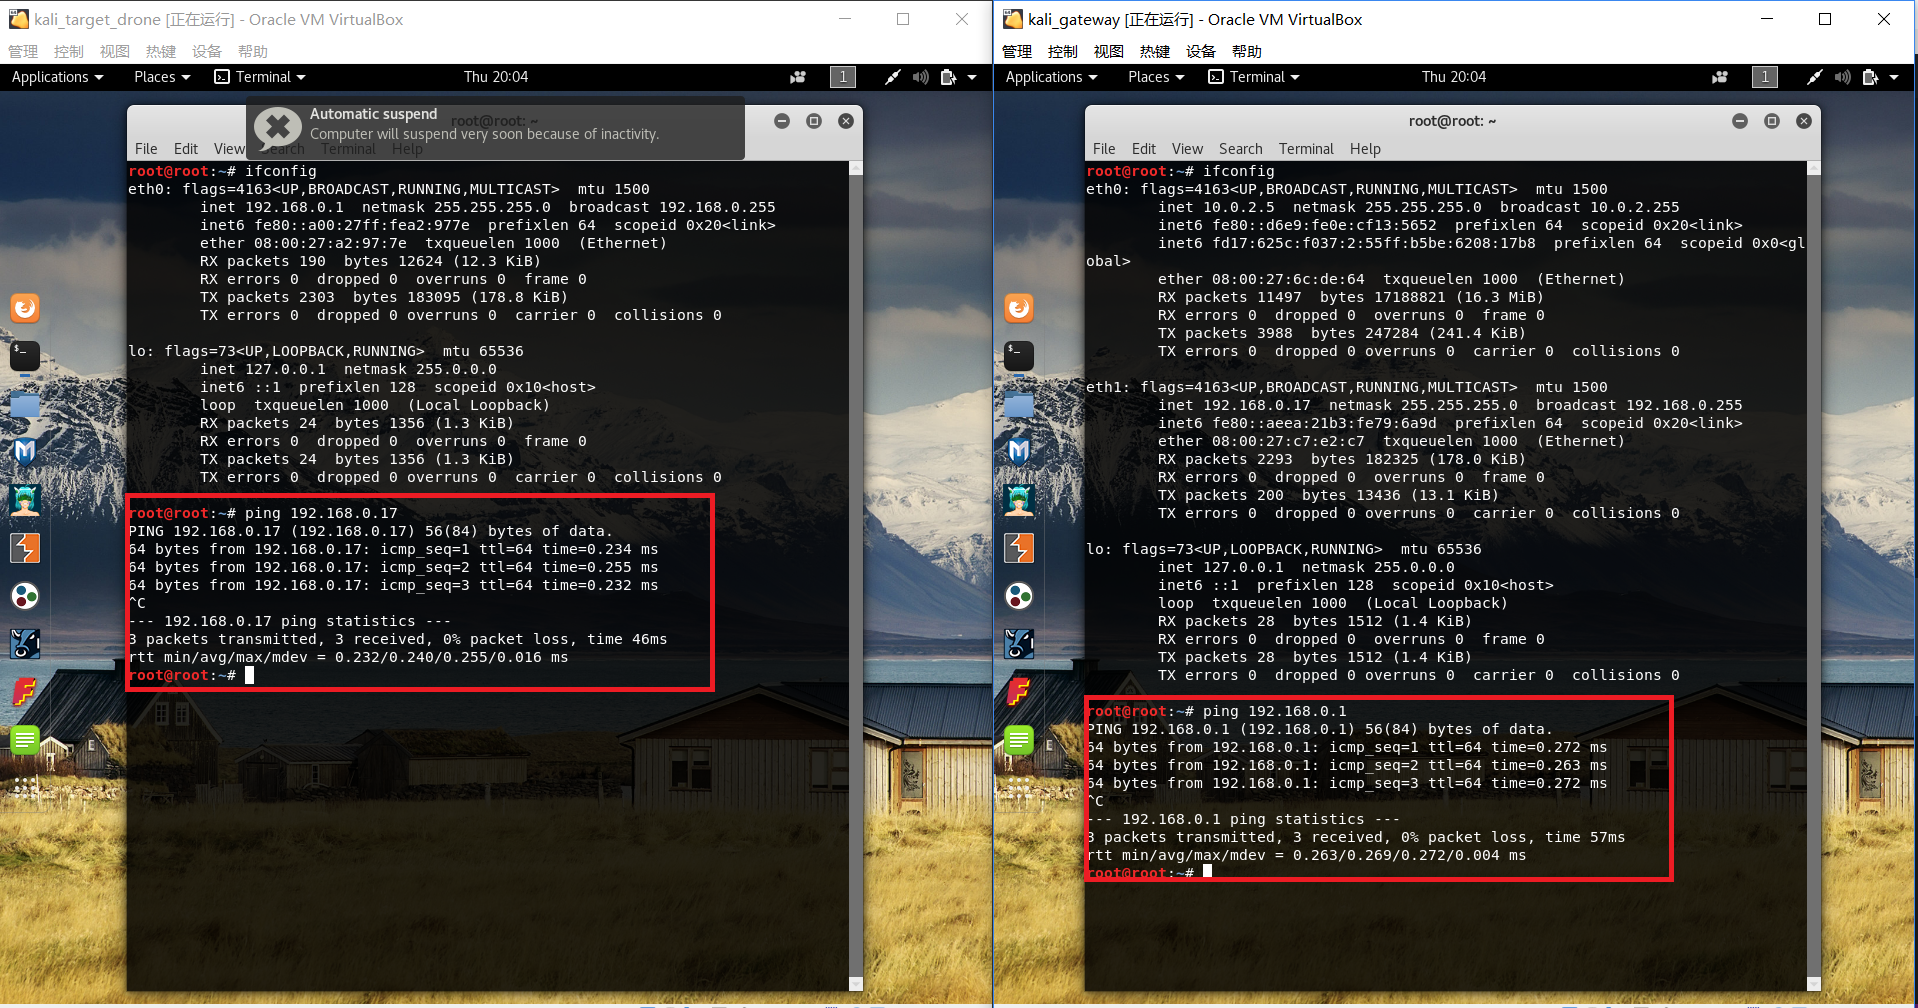 kali_target_drone [正在运行] - Oracle VM VirtualBox
管理 控制 视图 热键 设备 帮助
Applications Places Terminal Thu 20:04 1
Automatic suspend
Computer will suspend very soon because of inactivity.
root@root: ~
File Edit View Search Terminal Help
root@root:~# ifconfig
eth0: flags=4163<UP,BROADCAST,RUNNING,MULTICAST>  mtu 1500
        inet 192.168.0.1  netmask 255.255.255.0  broadcast 192.168.0.255
        inet6 fe80::a00:27ff:fea2:977e  prefixlen 64  scopeid 0x20<link>
        ether 08:00:27:a2:97:7e  txqueuelen 1000  (Ethernet)
        RX packets 190  bytes 12624 (12.3 KiB)
        RX errors 0  dropped 0  overruns 0  frame 0
        TX packets 2303  bytes 183095 (178.8 KiB)
        TX errors 0  dropped 0 overruns 0  carrier 0  collisions 0
lo: flags=73<UP,LOOPBACK,RUNNING>  mtu 65536
        inet 127.0.0.1  netmask 255.0.0.0
        inet6 ::1  prefixlen 128  scopeid 0x10<host>
        loop  txqueuelen 1000  (Local Loopback)
        RX packets 24  bytes 1356 (1.3 KiB)
        RX errors 0  dropped 0  overruns 0  frame 0
        TX packets 24  bytes 1356 (1.3 KiB)
        TX errors 0  dropped 0 overruns 0  carrier 0  collisions 0
root@root:~# ping 192.168.0.17
PING 192.168.0.17 (192.168.0.17) 56(84) bytes of data.
64 bytes from 192.168.0.17: icmp_seq=1 ttl=64 time=0.234 ms
64 bytes from 192.168.0.17: icmp_seq=2 ttl=64 time=0.255 ms
64 bytes from 192.168.0.17: icmp_seq=3 ttl=64 time=0.232 ms
^C
--- 192.168.0.17 ping statistics ---
3 packets transmitted, 3 received, 0% packet loss, time 46ms
rtt min/avg/max/mdev = 0.232/0.240/0.255/0.016 ms
root@root:~#
kali_gateway [正在运行] - Oracle VM VirtualBox
管理 控制 视图 热键 设备 帮助
Applications Places Terminal Thu 20:04 1
root@root: ~
File Edit View Search Terminal Help
root@root:~# ifconfig
eth0: flags=4163<UP,BROADCAST,RUNNING,MULTICAST>  mtu 1500
        inet 10.0.2.5  netmask 255.255.255.0  broadcast 10.0.2.255
        inet6 fe80::d6e9:fe0e:cf13:5652  prefixlen 64  scopeid 0x20<link>
        inet6 fd17:625c:f037:2:55ff:b5be:6208:17b8  prefixlen 64  scopeid 0x0<gl
obal>
        ether 08:00:27:6c:de:64  txqueuelen 1000  (Ethernet)
        RX packets 11497  bytes 17188821 (16.3 MiB)
        RX errors 0  dropped 0  overruns 0  frame 0
        TX packets 3988  bytes 247284 (241.4 KiB)
        TX errors 0  dropped 0 overruns 0  carrier 0  collisions 0
eth1: flags=4163<UP,BROADCAST,RUNNING,MULTICAST>  mtu 1500
        inet 192.168.0.17  netmask 255.255.255.0  broadcast 192.168.0.255
        inet6 fe80::aeea:21b3:fe79:6a9d  prefixlen 64  scopeid 0x20<link>
        ether 08:00:27:c7:e2:c7  txqueuelen 1000  (Ethernet)
        RX packets 2293  bytes 182325 (178.0 KiB)
        RX errors 0  dropped 0  overruns 0  frame 0
        TX packets 200  bytes 13436 (13.1 KiB)
        TX errors 0  dropped 0 overruns 0  carrier 0  collisions 0
lo: flags=73<UP,LOOPBACK,RUNNING>  mtu 65536
        inet 127.0.0.1  netmask 255.0.0.0
        inet6 ::1  prefixlen 128  scopeid 0x10<host>
        loop  txqueuelen 1000  (Local Loopback)
        RX packets 28  bytes 1512 (1.4 KiB)
        RX errors 0  dropped 0  overruns 0  frame 0
        TX packets 28  bytes 1512 (1.4 KiB)
        TX errors 0  dropped 0 overruns 0  carrier 0  collisions 0
root@root:~# ping 192.168.0.1
PING 192.168.0.1 (192.168.0.1) 56(84) bytes of data.
64 bytes from 192.168.0.1: icmp_seq=1 ttl=64 time=0.272 ms
64 bytes from 192.168.0.1: icmp_seq=2 ttl=64 time=0.263 ms
64 bytes from 192.168.0.1: icmp_seq=3 ttl=64 time=0.272 ms
^C
--- 192.168.0.1 ping statistics ---
3 packets transmitted, 3 received, 0% packet loss, time 57ms
rtt min/avg/max/mdev = 0.263/0.269/0.272/0.004 ms
root@root:~#